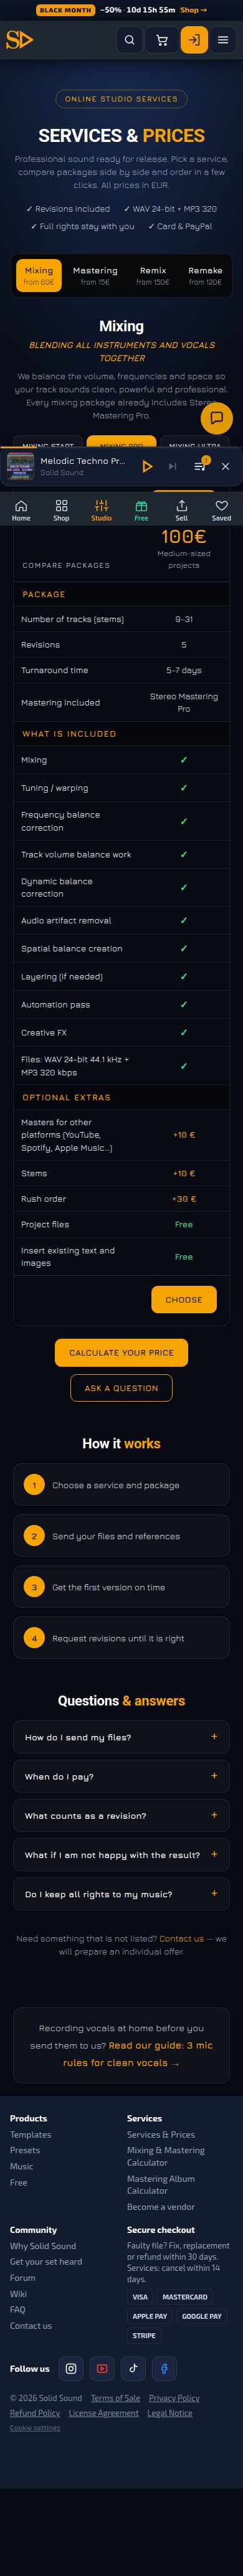 BLACK MONTH -50% · 10d 15h 55m Shop →
SD
ONLINE STUDIO SERVICES
SERVICES & PRICES
Professional sound ready for release. Pick a service,
compare packages side by side and order in a few
clicks. All prices in EUR.
✓ Revisions included ✓ WAV 24-bit + MP3 320
✓ Full rights stay with you ✓ Card & PayPal
Mixing Mastering Remix Remake
from 60€ from 15€ from 150€ from 120€
Mixing
BLENDING ALL INSTRUMENTS AND VOCALS
TOGETHER
We balance the volume, frequencies and space so
your track sounds clean, powerful and professional.
Every mixing package already includes Stereo
Mastering Pro.
MIXING START MIXING PRO MIXING ULTRA
Melodic Techno Pr...
Solid Sound
1
Home Shop Studio Free Sell Saved
100€
Medium-sized
projects
COMPARE PACKAGES
PACKAGE
Number of tracks (stems) 9-31
Revisions 5
Turnaround time 5-7 days
Mastering included Stereo Mastering
Pro
WHAT IS INCLUDED
Mixing ✓
Tuning / warping ✓
Frequency balance
correction ✓
Track volume balance work ✓
Dynamic balance
correction ✓
Audio artifact removal ✓
Spatial balance creation ✓
Layering (if needed) ✓
Automation pass ✓
Creative FX ✓
Files: WAV 24-bit 44.1 kHz +
MP3 320 kbps ✓
OPTIONAL EXTRAS
Masters for other
platforms (YouTube,
Spotify, Apple Music...) +10 €
Stems +10 €
Rush order +30 €
Project files Free
Insert existing text and
images Free
CHOOSE
CALCULATE YOUR PRICE
ASK A QUESTION
How it works
1 Choose a service and package
2 Send your files and references
3 Get the first version on time
4 Request revisions until it is right
Questions & answers
How do I send my files? +
When do I pay? +
What counts as a revision? +
What if I am not happy with the result? +
Do I keep all rights to my music? +
Need something that is not listed? Contact us — we
will prepare an individual offer.
Recording vocals at home before you
send them to us? Read our guide: 3 mic
rules for clean vocals →
Products
Templates
Presets
Music
Free
Services
Services & Prices
Mixing & Mastering
Calculator
Mastering Album
Calculator
Become a vendor
Community
Why Solid Sound
Get your set heard
Forum
Wiki
FAQ
Contact us
Secure checkout
Faulty file? Fix, replacement
or refund within 30 days.
Services: cancel within 14
days.
VISA MASTERCARD
APPLE PAY GOOGLE PAY
STRIPE
Follow us
© 2026 Solid Sound Terms of Sale Privacy Policy
Refund Policy License Agreement Legal Notice
Cookie settings